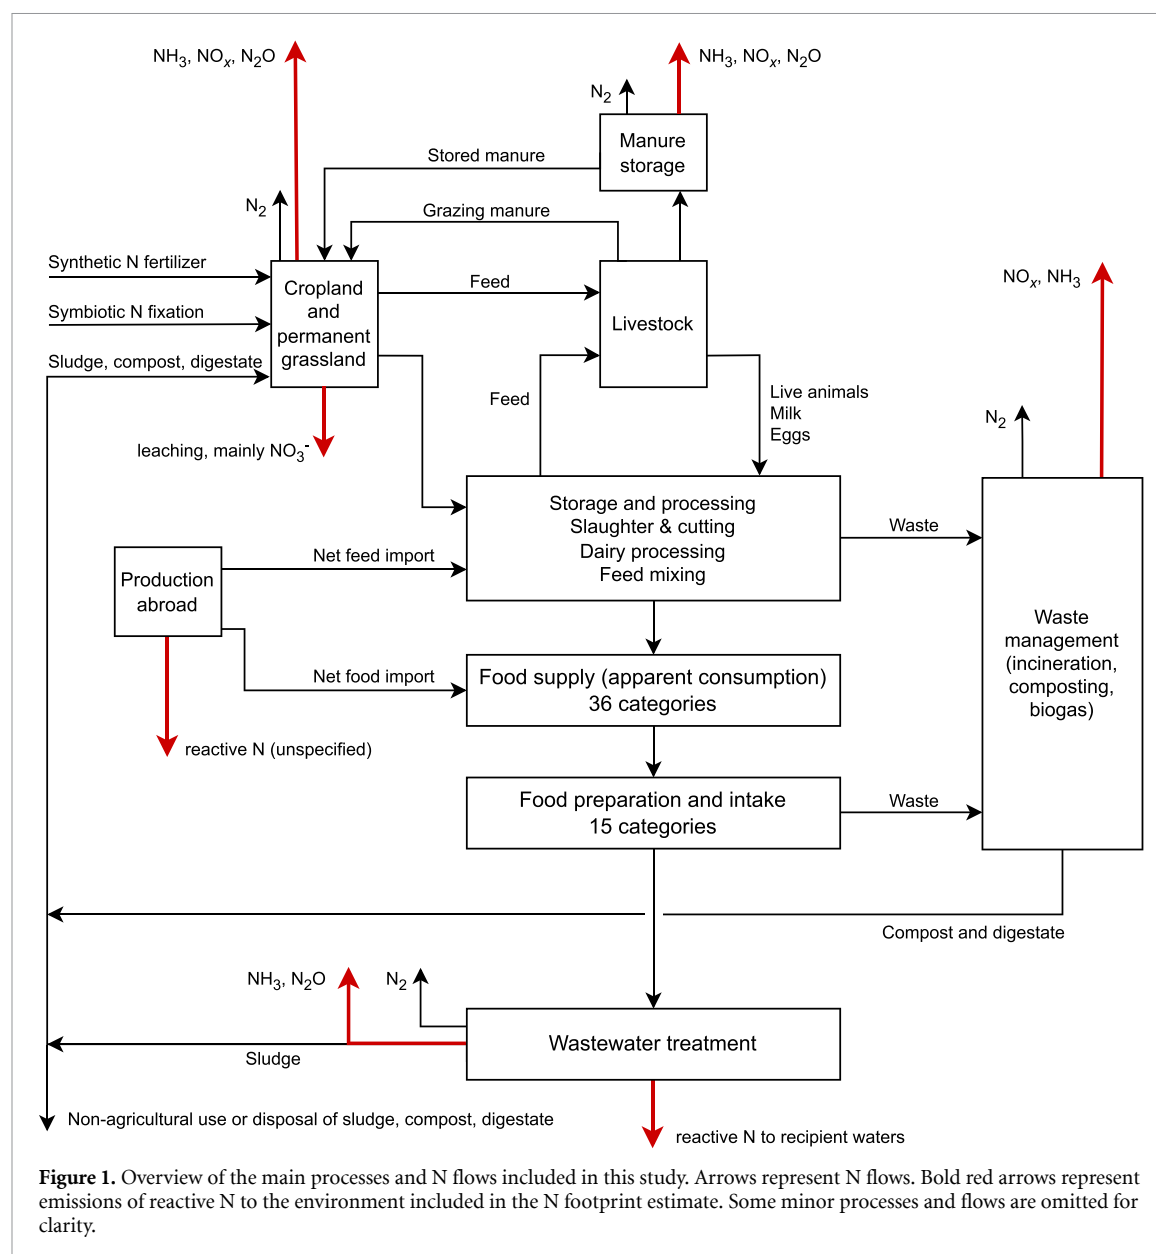 NH₃, NOₓ, N₂O
NH₃, NOₓ, N₂O
N₂
Manure
storage
Stored manure
N₂
Grazing manure
Synthetic N fertilizer
Symbiotic N fixation
Sludge, compost, digestate
Cropland
and
permanent
grassland
Feed
Livestock
NOₓ, NH₃
Feed
Live animals
Milk
Eggs
N₂
leaching, mainly NO₃⁻
Storage and processing
Slaughter & cutting
Dairy processing
Feed mixing
Waste
Net feed import
Production
abroad
Waste
management
(incineration,
composting,
biogas)
Net food import
Food supply (apparent consumption)
36 categories
reactive N (unspecified)
Food preparation and intake
15 categories
Waste
Compost and digestate
NH₃, N₂O
N₂
Wastewater treatment
Sludge
Non-agricultural use or disposal of sludge, compost, digestate
reactive N to recipient waters
Figure 1. Overview of the main processes and N flows included in this study. Arrows represent N flows. Bold red arrows represent
emissions of reactive N to the environment included in the N footprint estimate. Some minor processes and flows are omitted for
clarity.